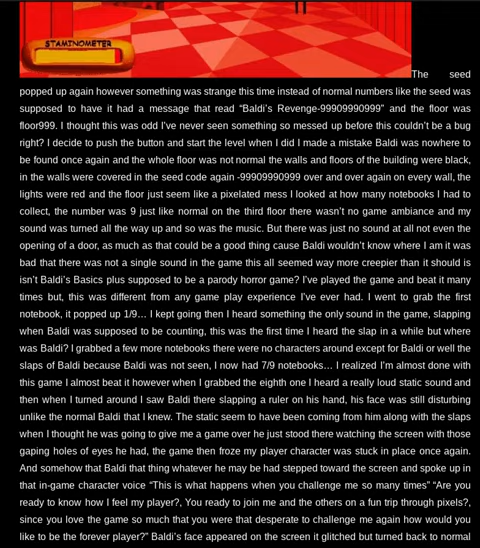 STAMINOMETER
The seed
popped up again however something was strange this time instead of normal numbers like the seed was
supposed to have it had a message that read “Baldi’s Revenge-99909990999” and the floor was
floor999. I thought this was odd I’ve never seen something so messed up before this couldn’t be a bug
right? I decide to push the button and start the level when I did I made a mistake Baldi was nowhere to
be found once again and the whole floor was not normal the walls and floors of the building were black,
in the walls were covered in the seed code again -99909990999 over and over again on every wall, the
lights were red and the floor just seem like a pixelated mess I looked at how many notebooks I had to
collect, the number was 9 just like normal on the third floor there wasn’t no game ambiance and my
sound was turned all the way up and so was the music. But there was just no sound at all not even the
opening of a door, as much as that could be a good thing cause Baldi wouldn’t know where I am it was
bad that there was not a single sound in the game this all seemed way more creepier than it should is
isn’t Baldi’s Basics plus supposed to be a parody horror game? I’ve played the game and beat it many
times but, this was different from any game play experience I’ve ever had. I went to grab the first
notebook, it popped up 1/9… I kept going then I heard something the only sound in the game, slapping
when Baldi was supposed to be counting, this was the first time I heard the slap in a while but where
was Baldi? I grabbed a few more notebooks there were no characters around except for Baldi or well the
slaps of Baldi because Baldi was not seen, I now had 7/9 notebooks… I realized I’m almost done with
this game I almost beat it however when I grabbed the eighth one I heard a really loud static sound and
then when I turned around I saw Baldi there slapping a ruler on his hand, his face was still disturbing
unlike the normal Baldi that I knew. The static seem to have been coming from him along with the slaps
when I thought he was going to give me a game over he just stood there watching the screen with those
gaping holes of eyes he had, the game then froze my player character was stuck in place once again.
And somehow that Baldi that thing whatever he may be had stepped toward the screen and spoke up in
that in-game character voice “This is what happens when you challenge me so many times” “Are you
ready to know how I feel my player?, You ready to join me and the others on a fun trip through pixels?,
since you love the game so much that you were that desperate to challenge me again how would you
like to be the forever player?” Baldi’s face appeared on the screen it glitched but turned back to normal